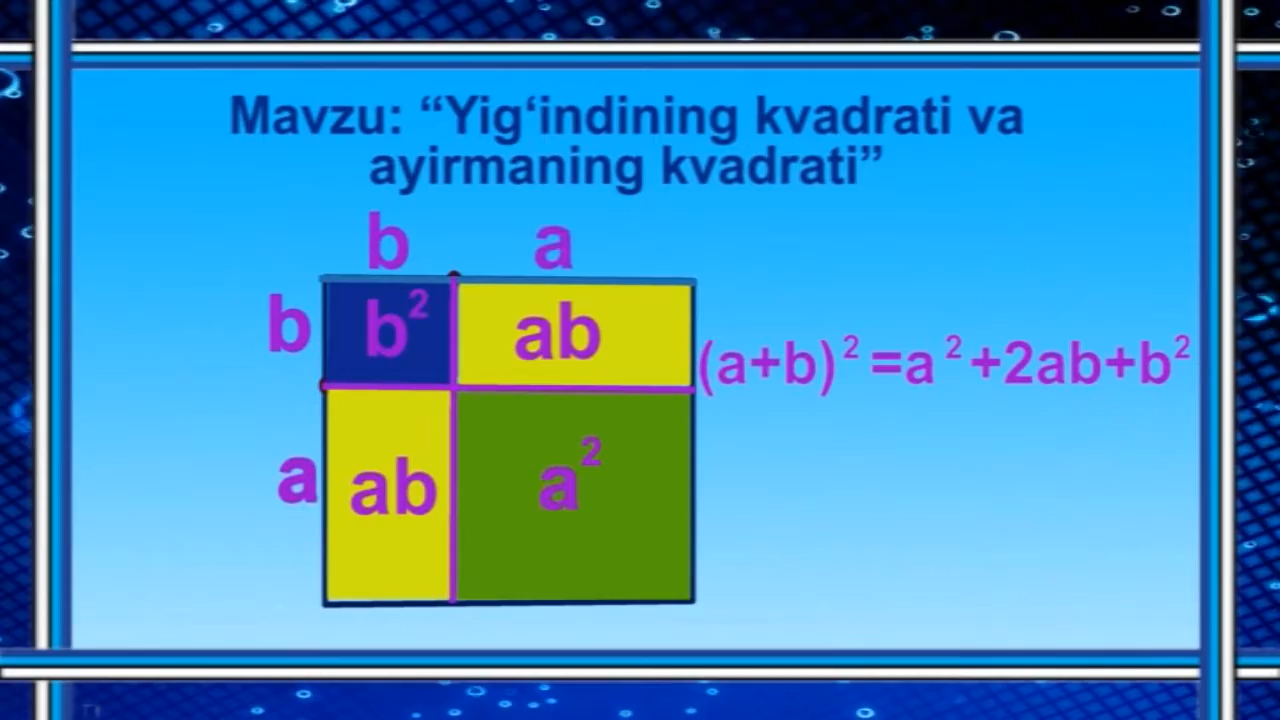 Mavzu: “Yig‘indining kvadrati va
ayirmaning kvadrati”
b a
b b² ab
(a+b)²=a²+2ab+b²
a ab a²